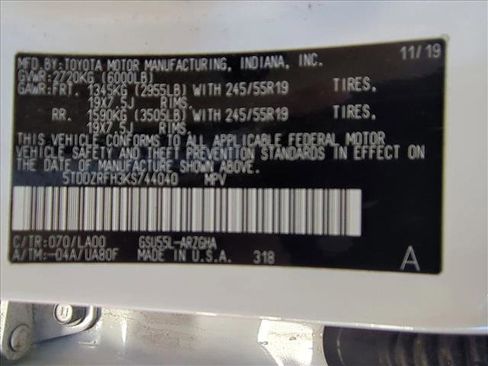 MFD.BY: TOYOTA MOTOR MANUFACTURING, INDIANA, INC. 11/19
GVWR: 2720KG (6000LB)
GAWR: FRT. 1345KG (2955LB) WITH 245/55R19 TIRES,
19X7.5J RIMS.
RR. 1590KG (3505LB) WITH 245/55R19 TIRES,
19X7.5J RIMS.
THIS VEHICLE CONFORMS TO ALL APPLICABLE FEDERAL MOTOR
VEHICLE SAFETY AND THEFT PREVENTION STANDARDS IN EFFECT
ON THE DATE OF MANUFACTURE SHOWN ABOVE.
5TDDZRFH3KS744040 MPV
C/TR: 070/LA00 GSU55L-ARZGHA
A/TM: -04A/UA80F MADE IN U.S.A. 318 A